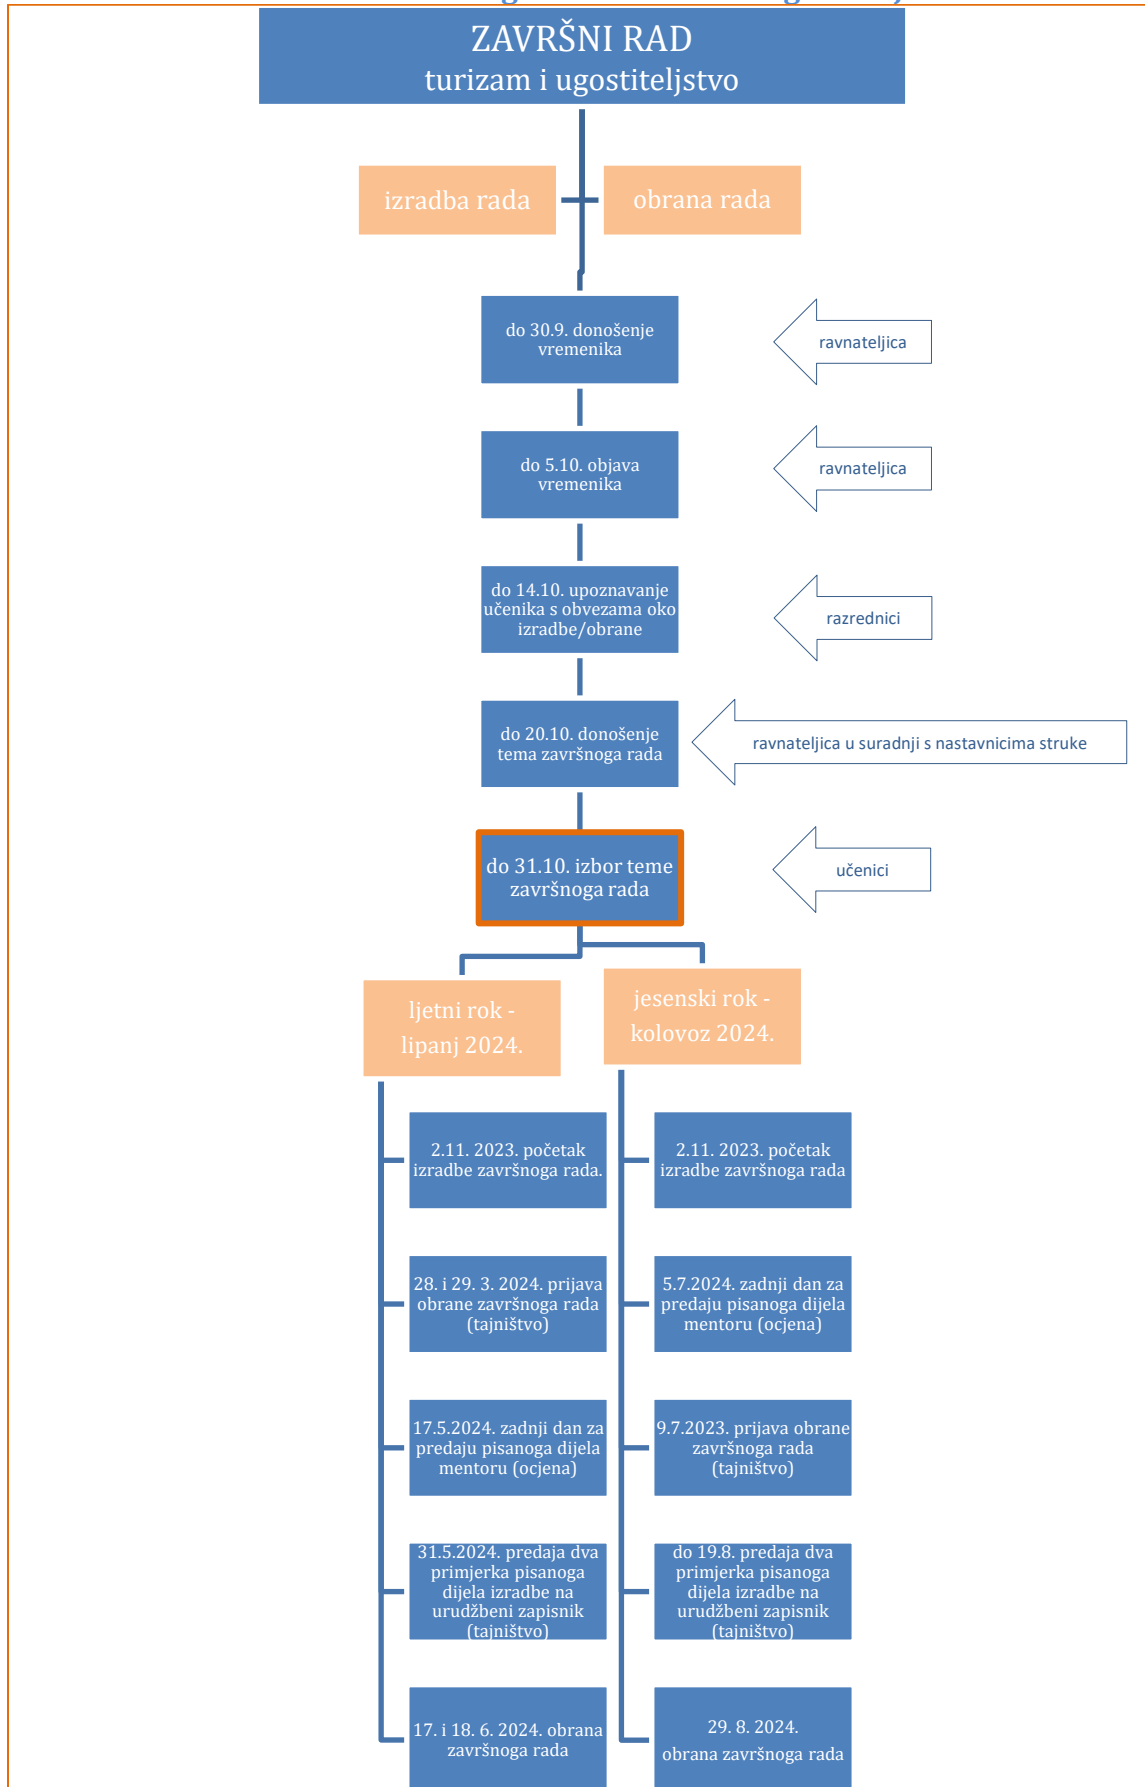 ZAVRŠNI RAD
turizam i ugostiteljstvo
izradba rada
obrana rada
do 30.9. donošenje
vremenika
ravnateljica
do 5.10. objava
vremenika
ravnateljica
do 14.10. upoznavanje
učenika s obvezama oko
izradbe/obrane
razrednici
do 20.10. donošenje
tema završnoga rada
ravnateljica u suradnji s nastavnicima struke
do 31.10. izbor teme
završnoga rada
učenici
ljetni rok -
lipanj 2024.
jesenski rok -
kolovoz 2024.
2.11. 2023. početak
izradbe završnoga rada.
2.11. 2023. početak
izradbe završnoga rada
28. i 29. 3. 2024. prijava
obrane završnoga rada
(tajništvo)
5.7.2024. zadnji dan za
predaju pisanoga dijela
mentoru (ocjena)
17.5.2024. zadnji dan za
predaju pisanoga dijela
mentoru (ocjena)
9.7.2023. prijava obrane
završnoga rada
(tajništvo)
31.5.2024. predaja dva
primjerka pisanoga
dijela izradbe na
urudžbeni zapisnik
(tajništvo)
do 19.8. predaja dva
primjerka pisanoga
dijela izradbe na
urudžbeni zapisnik
(tajništvo)
17. i 18. 6. 2024. obrana
završnoga rada
29. 8. 2024.
obrana završnoga rada